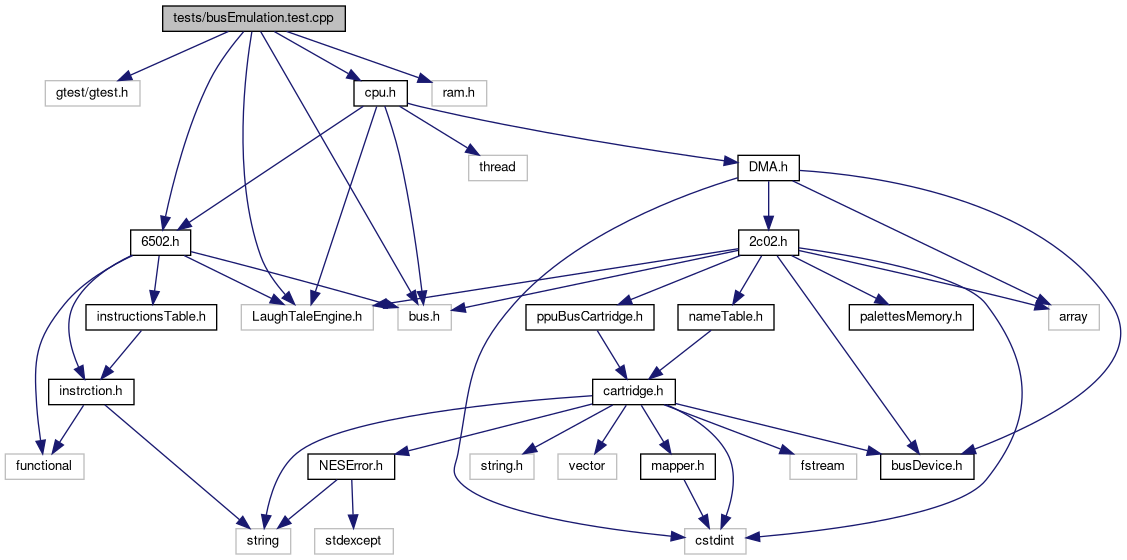 tests/busEmulation.test.cpp
gtest/gtest.h
cpu.h
ram.h
thread
DMA.h
6502.h
2c02.h
instructionsTable.h
LaughTaleEngine.h
bus.h
ppuBusCartridge.h
nameTable.h
palettesMemory.h
array
instrction.h
cartridge.h
functional
NESError.h
string.h
vector
mapper.h
fstream
busDevice.h
string
stdexcept
cstdint